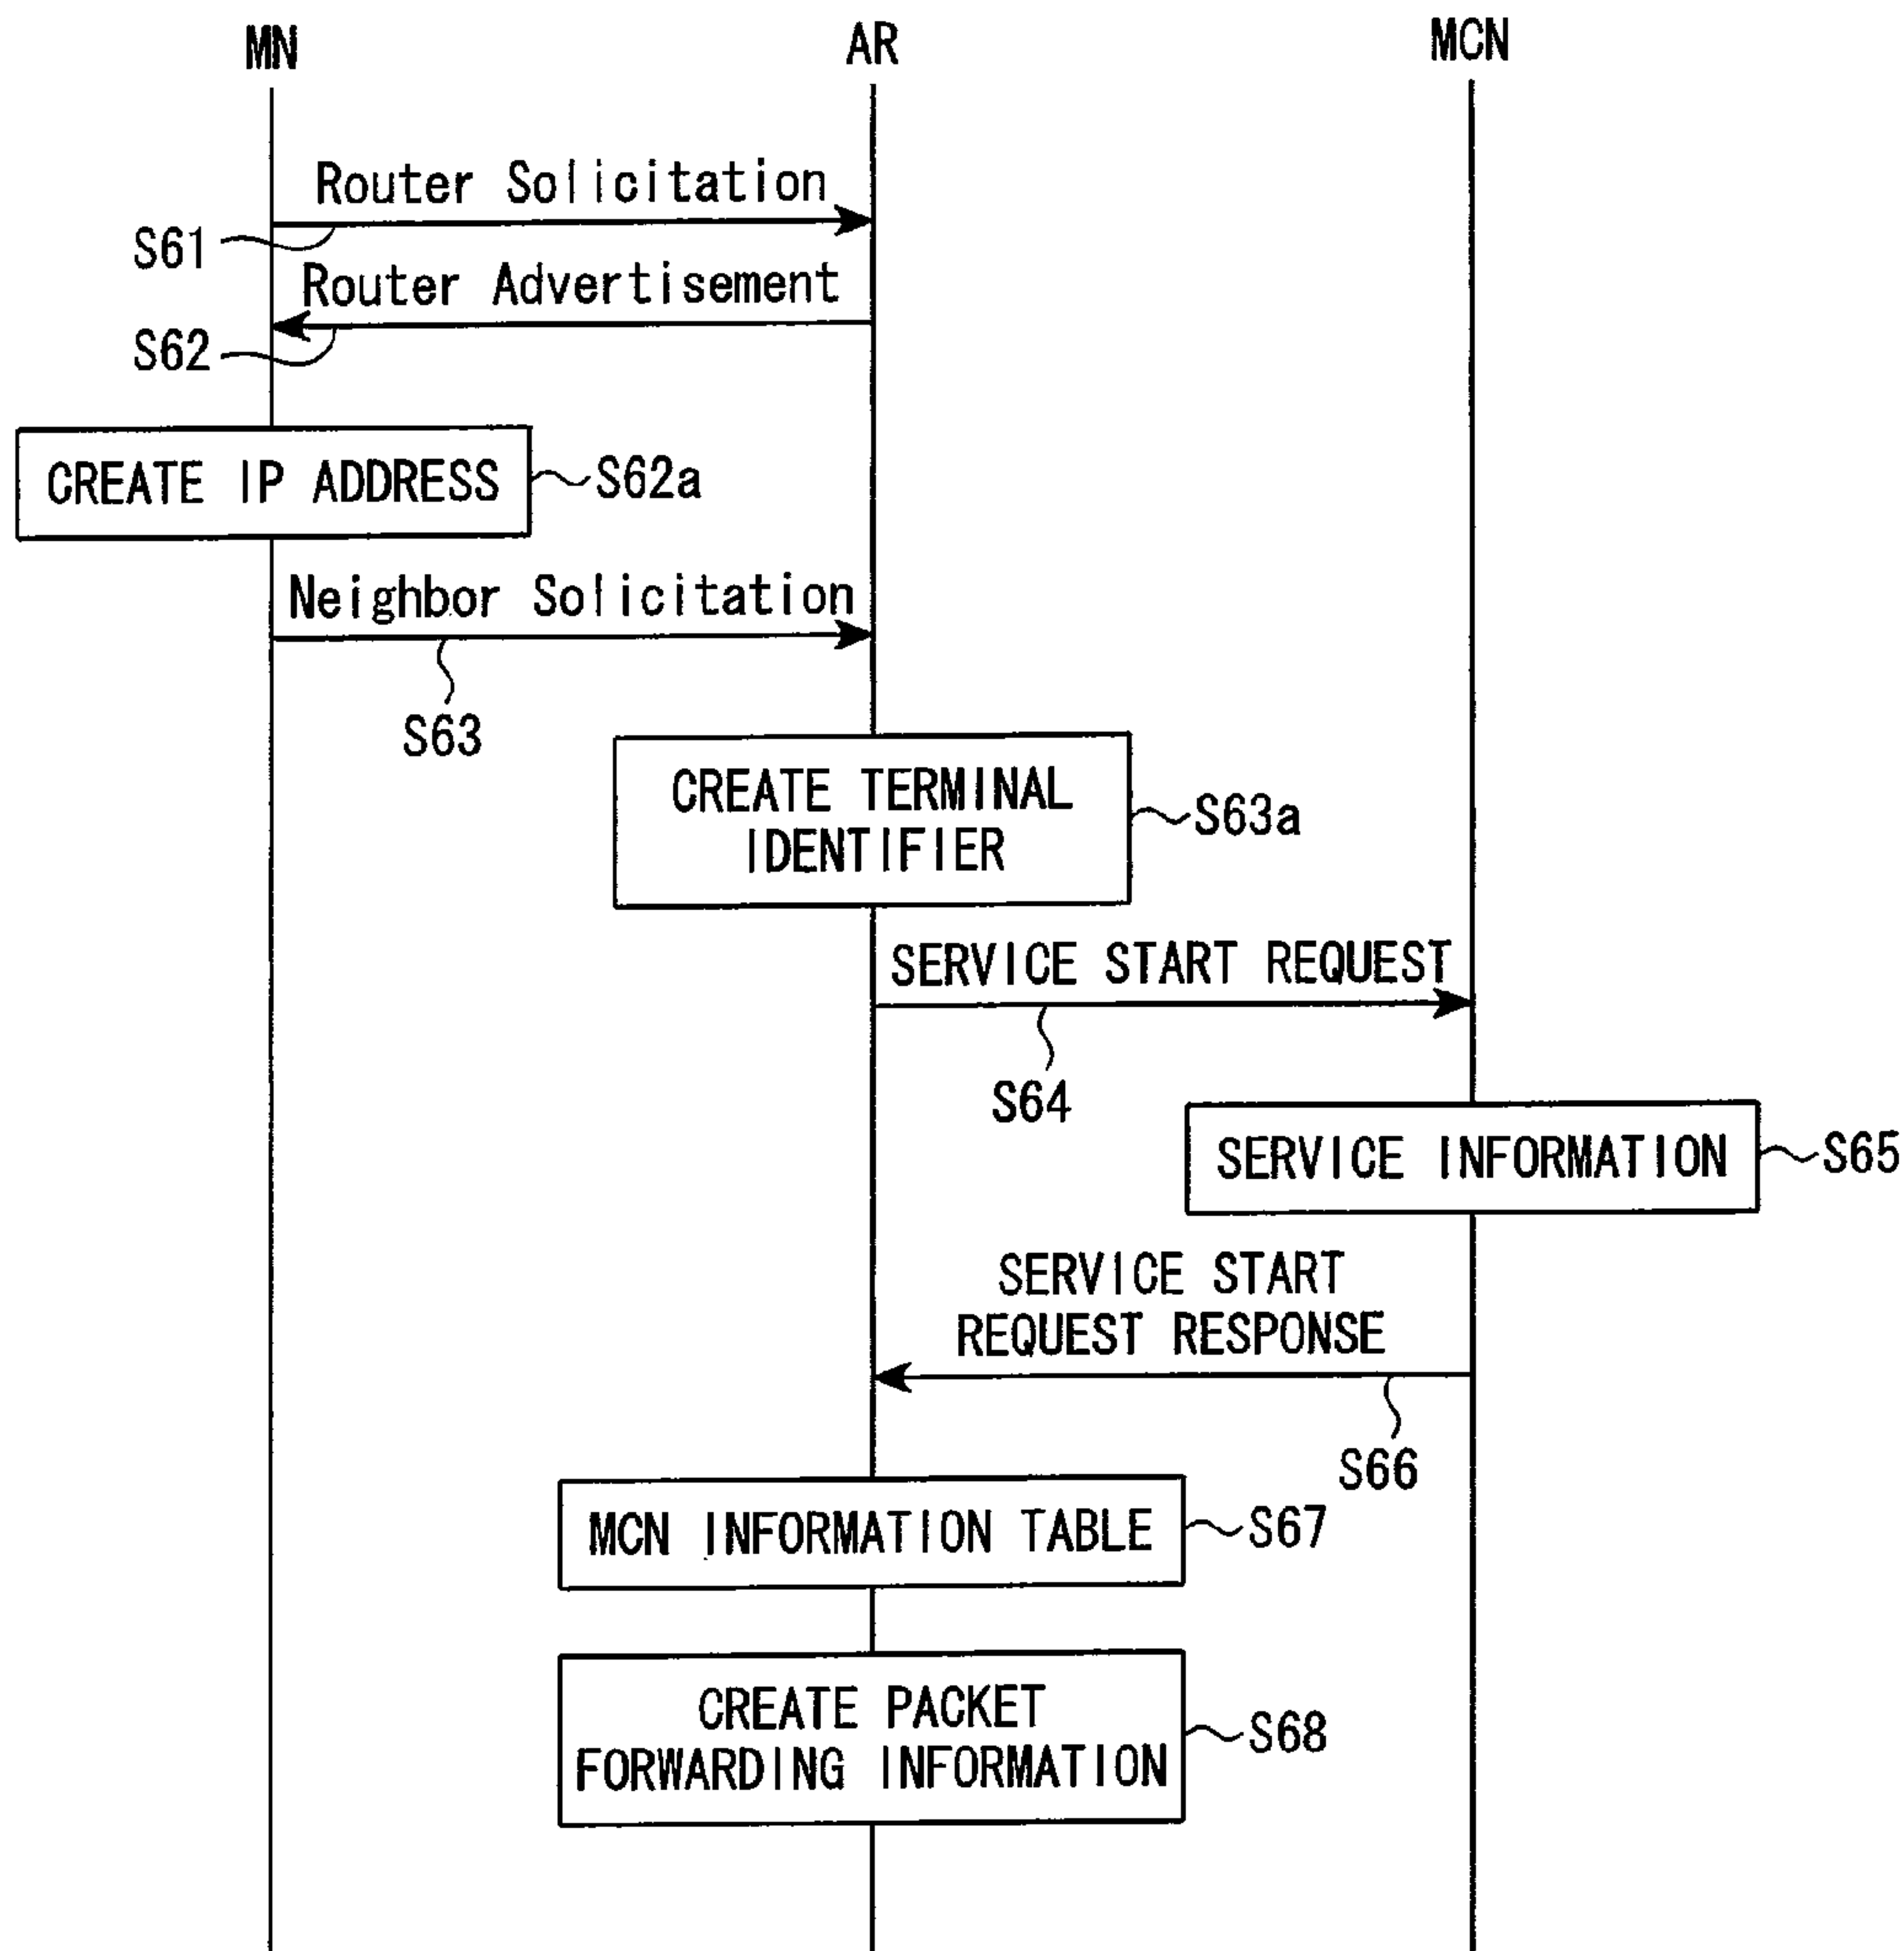 MN
AR
MCN
Router Solicitation
S61
Router Advertisement
S62
CREATE IP ADDRESS
S62a
Neighbor Solicitation
S63
CREATE TERMINAL
IDENTIFIER
S63a
SERVICE START REQUEST
S64
SERVICE INFORMATION
S65
SERVICE START
REQUEST RESPONSE
S66
MCN INFORMATION TABLE
S67
CREATE PACKET
FORWARDING INFORMATION
S68